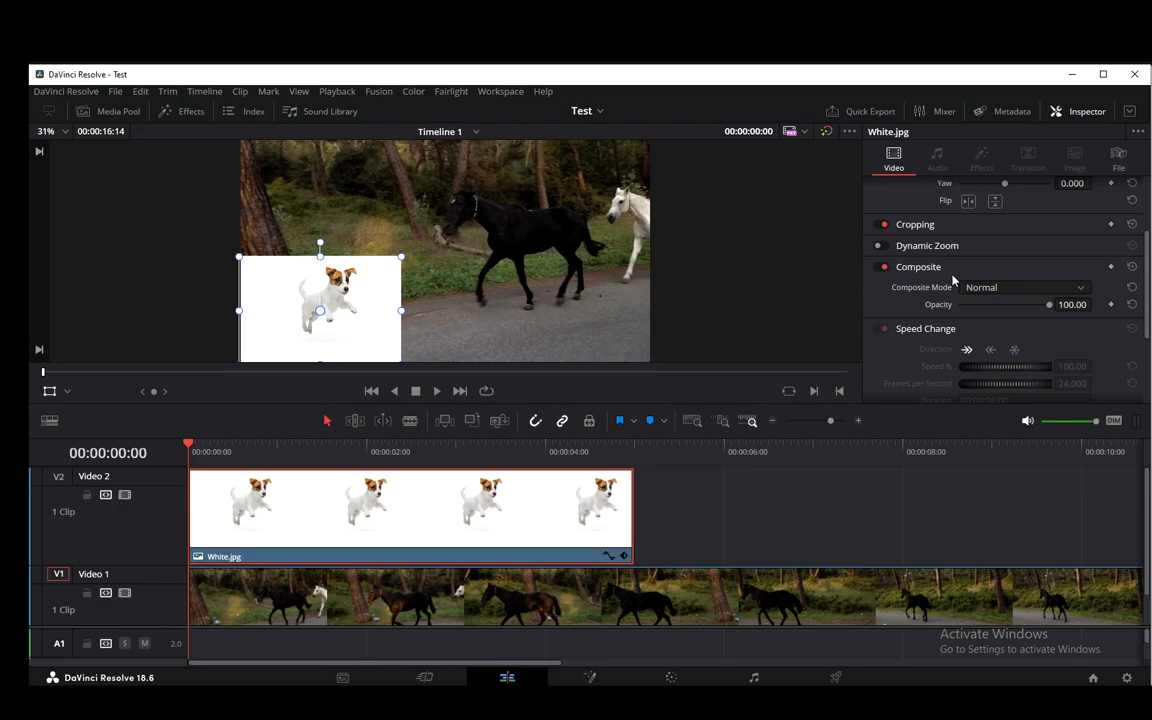 DaVinci Resolve - Test
DaVinci Resolve File Edit Trim Timeline Clip Mark View Playback Fusion Color Fairlight Workspace Help
Media Pool Effects Index Sound Library Test Quick Export Mixer Metadata Inspector
31% 00:00:16:14 Timeline 1 00:00:00:00 White.jpg
Video Audio Effects Transition Image File
Yaw 0.000
Flip
Cropping
Dynamic Zoom
Composite
Composite Mode Normal
Opacity 100.00
Speed Change
Direction
Speed % 100.00
Frames per Second 24.000
Duration 00:00:06:00
DIM
00:00:00:00 00:00:00:00 00:00:02:00 00:00:04:00 00:00:06:00 00:00:08:00 00:00:10:00
V2 Video 2
1 Clip
White.jpg
V1 Video 1
1 Clip
A1 S M 2.0
Activate Windows
Go to Settings to activate Windows.
DaVinci Resolve 18.6